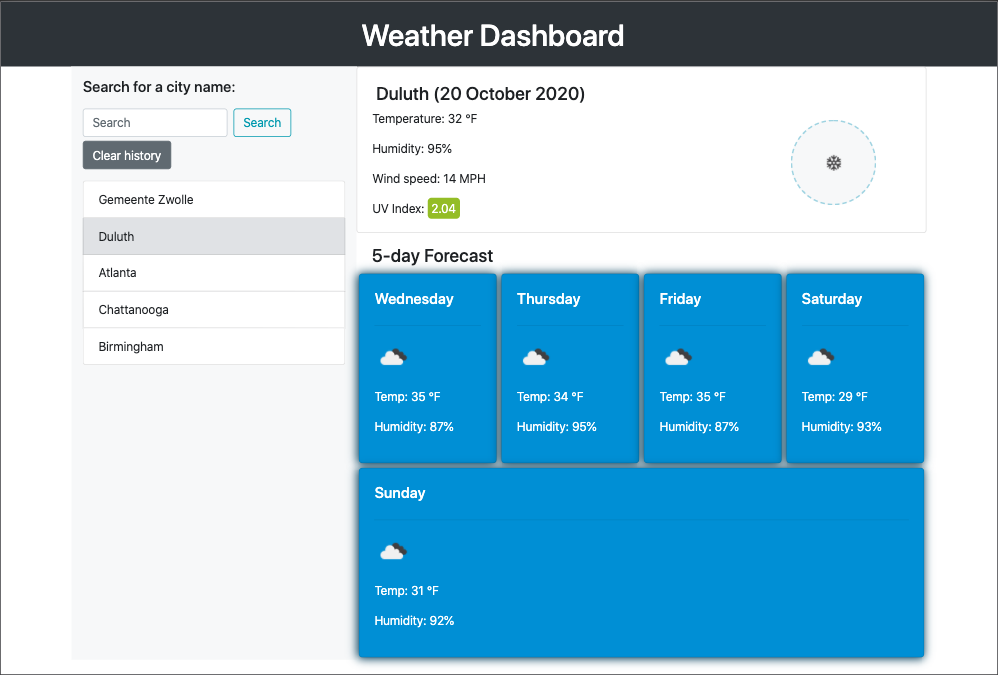 Weather Dashboard
Search for a city name:
Search
Search
Clear history
Gemeente Zwolle
Duluth
Atlanta
Chattanooga
Birmingham
Duluth (20 October 2020)
Temperature: 32 °F
Humidity: 95%
Wind speed: 14 MPH
UV Index: 2.04
5-day Forecast
Wednesday
Temp: 35 °F
Humidity: 87%
Thursday
Temp: 34 °F
Humidity: 95%
Friday
Temp: 35 °F
Humidity: 87%
Saturday
Temp: 29 °F
Humidity: 93%
Sunday
Temp: 31 °F
Humidity: 92%